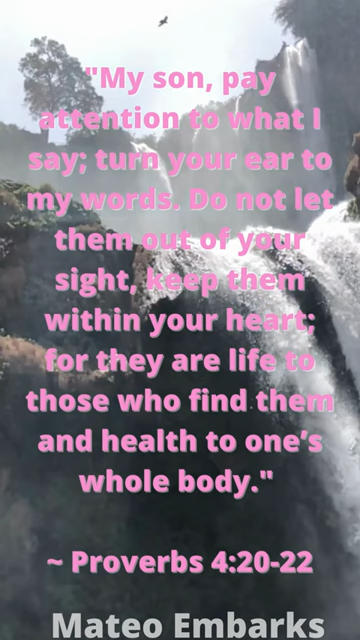 "My son, pay
attention to what I
say; turn your ear to
my words. Do not let
them out of your
sight, keep them
within your heart;
for they are life to
those who find them
and health to one’s
whole body."
~ Proverbs 4:20-22
Mateo Embarks